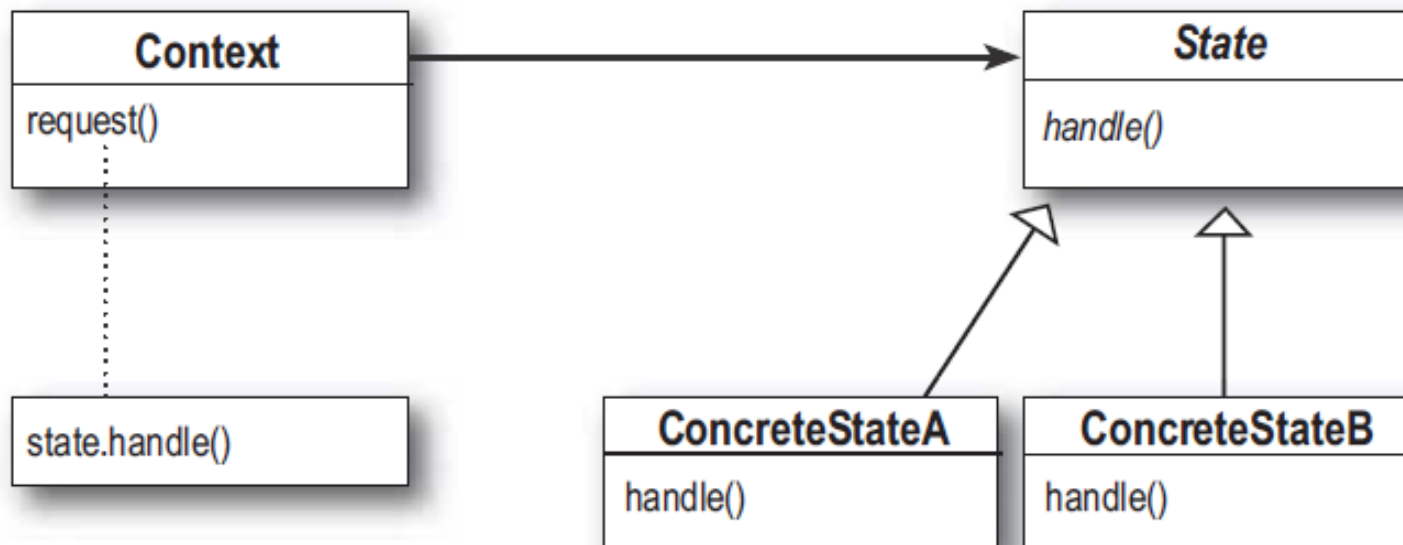 Context
request()
State
handle()
state.handle()
ConcreteStateA
handle()
ConcreteStateB
handle()